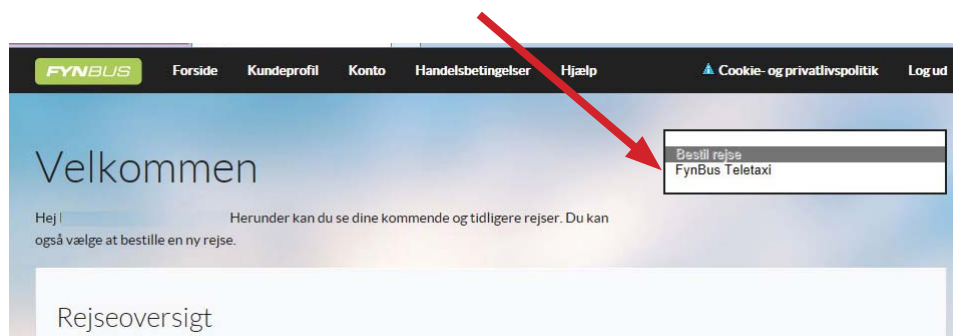 FYNBUS Forside Kundeprofil Konto Handelsbetingelser Hjælp Cookie- og privatlivspolitik Log ud
Velkommen
Bestil rejse
FynBus Teletaxi
Hej Herunder kan du se dine kommende og tidligere rejser. Du kan
også vælge at bestille en ny rejse.
Rejseoversigt